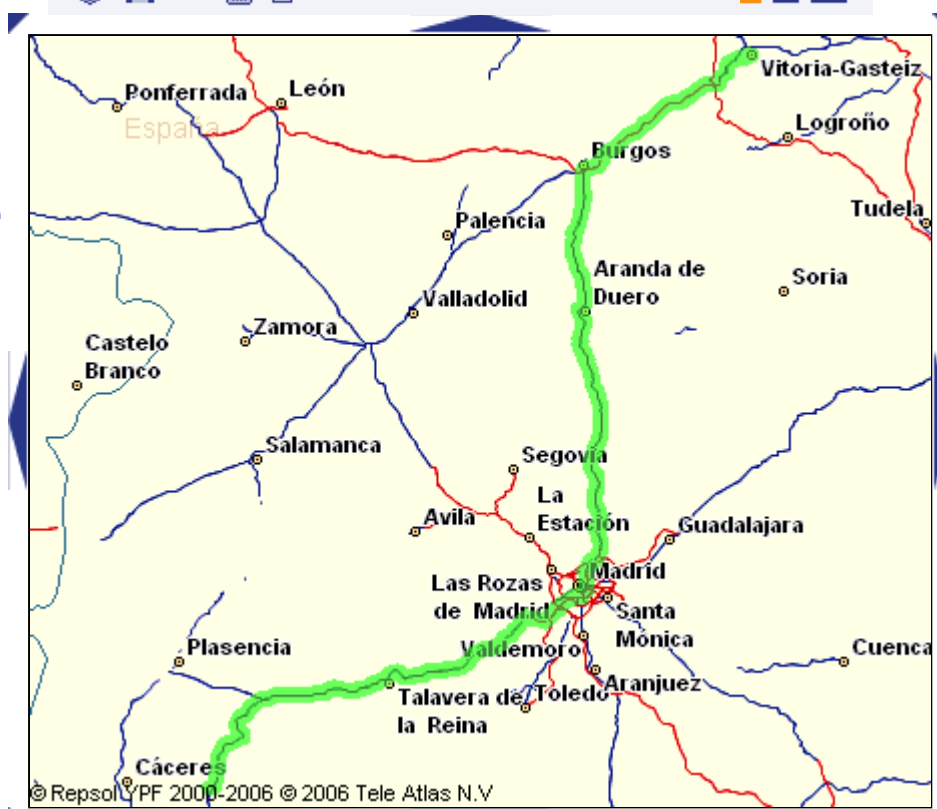 Vitoria-Gasteiz
León
Ponferrada
España
Logroño
Burgos
Tudela
Palencia
Aranda de
Duero
Soria
Valladolid
Zamora
Castelo
Branco
Salamanca
Segovia
La
Estación
Avila
Guadalajara
Madrid
Las Rozas
de Madrid
Santa
Mónica
Plasencia
Valdemoro
Cuenca
Aranjuez
Talavera de
la Reina
Toledo
Cáceres
© Repsol YPF 2000-2006 © 2006 Tele Atlas N.V